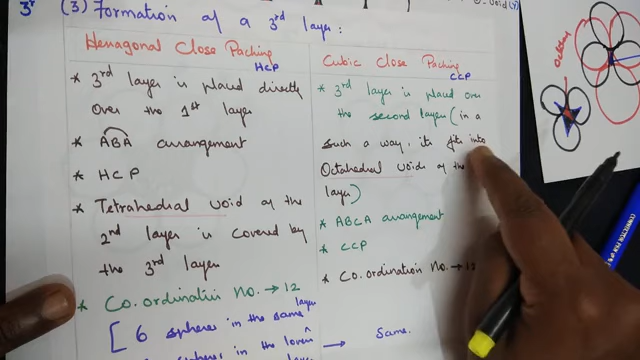 (3) Formation of a 3rd layer :
Hexagonal Close Packing
HCP
* 3rd layer is placed directly
Over the 1st layer
* ABA arrangement
* HCP
* Tetrahedral void of the
2nd layer is covered by
the 3rd layer
* Co. ordination No. → 12
[ 6 spheres in the same layer
spheres in the lower
Cubic Close Packing
CCP
* 3rd layer is placed over
the second layer (in a
such a way, its fits into
Octahedral voids of the
layer)
* ABCA arrangement
* CCP
* Co. ordination No. → 12
→ Same.